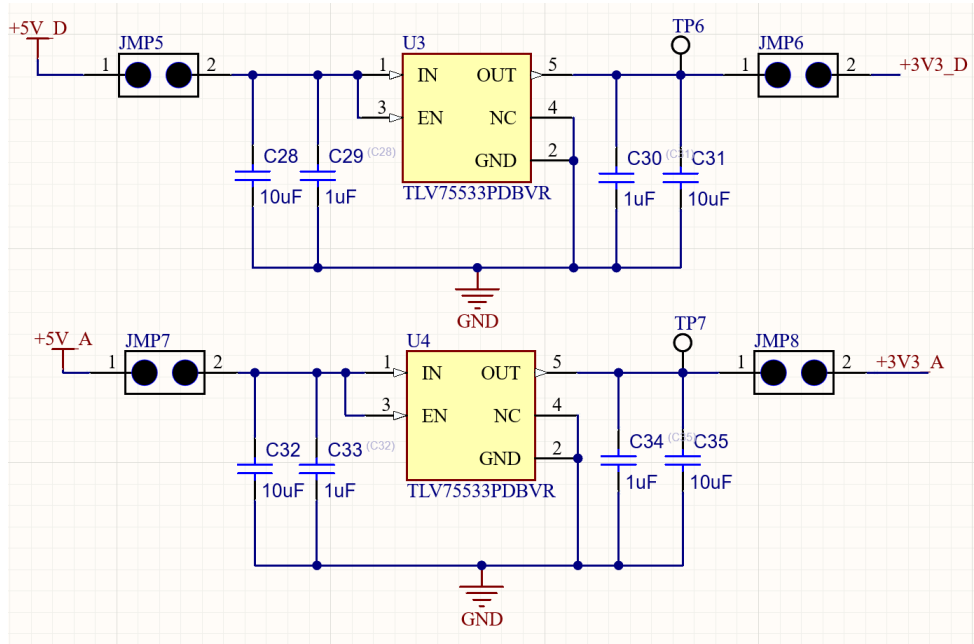 +5V_D
JMP5
1
2
U3
1
IN
OUT
5
3
EN
NC
4
GND
2
TLV75533PDBVR
TP6
JMP6
1
2
+3V3_D
C28
10uF
C29
(C28)
1uF
C30
1uF
(C31)
C31
10uF
GND
+5V_A
JMP7
1
2
U4
1
IN
OUT
5
3
EN
NC
4
GND
2
TLV75533PDBVR
TP7
JMP8
1
2
+3V3_A
C32
10uF
C33
(C32)
1uF
C34
1uF
(C35)
C35
10uF
GND